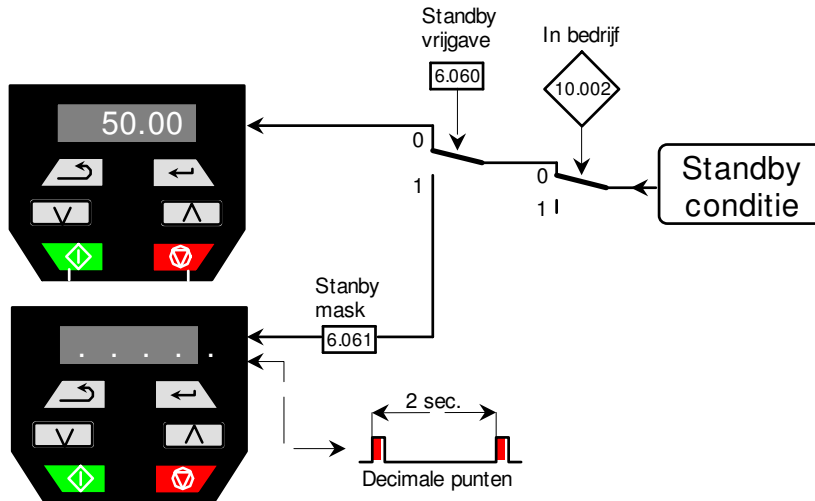 Standby
vrijgave
In bedrijf
6.060
10.002
50.00
0
1
0
1
Standby
conditie
Stanby
mask
6.061
. . . . .
2 sec.
Decimale punten